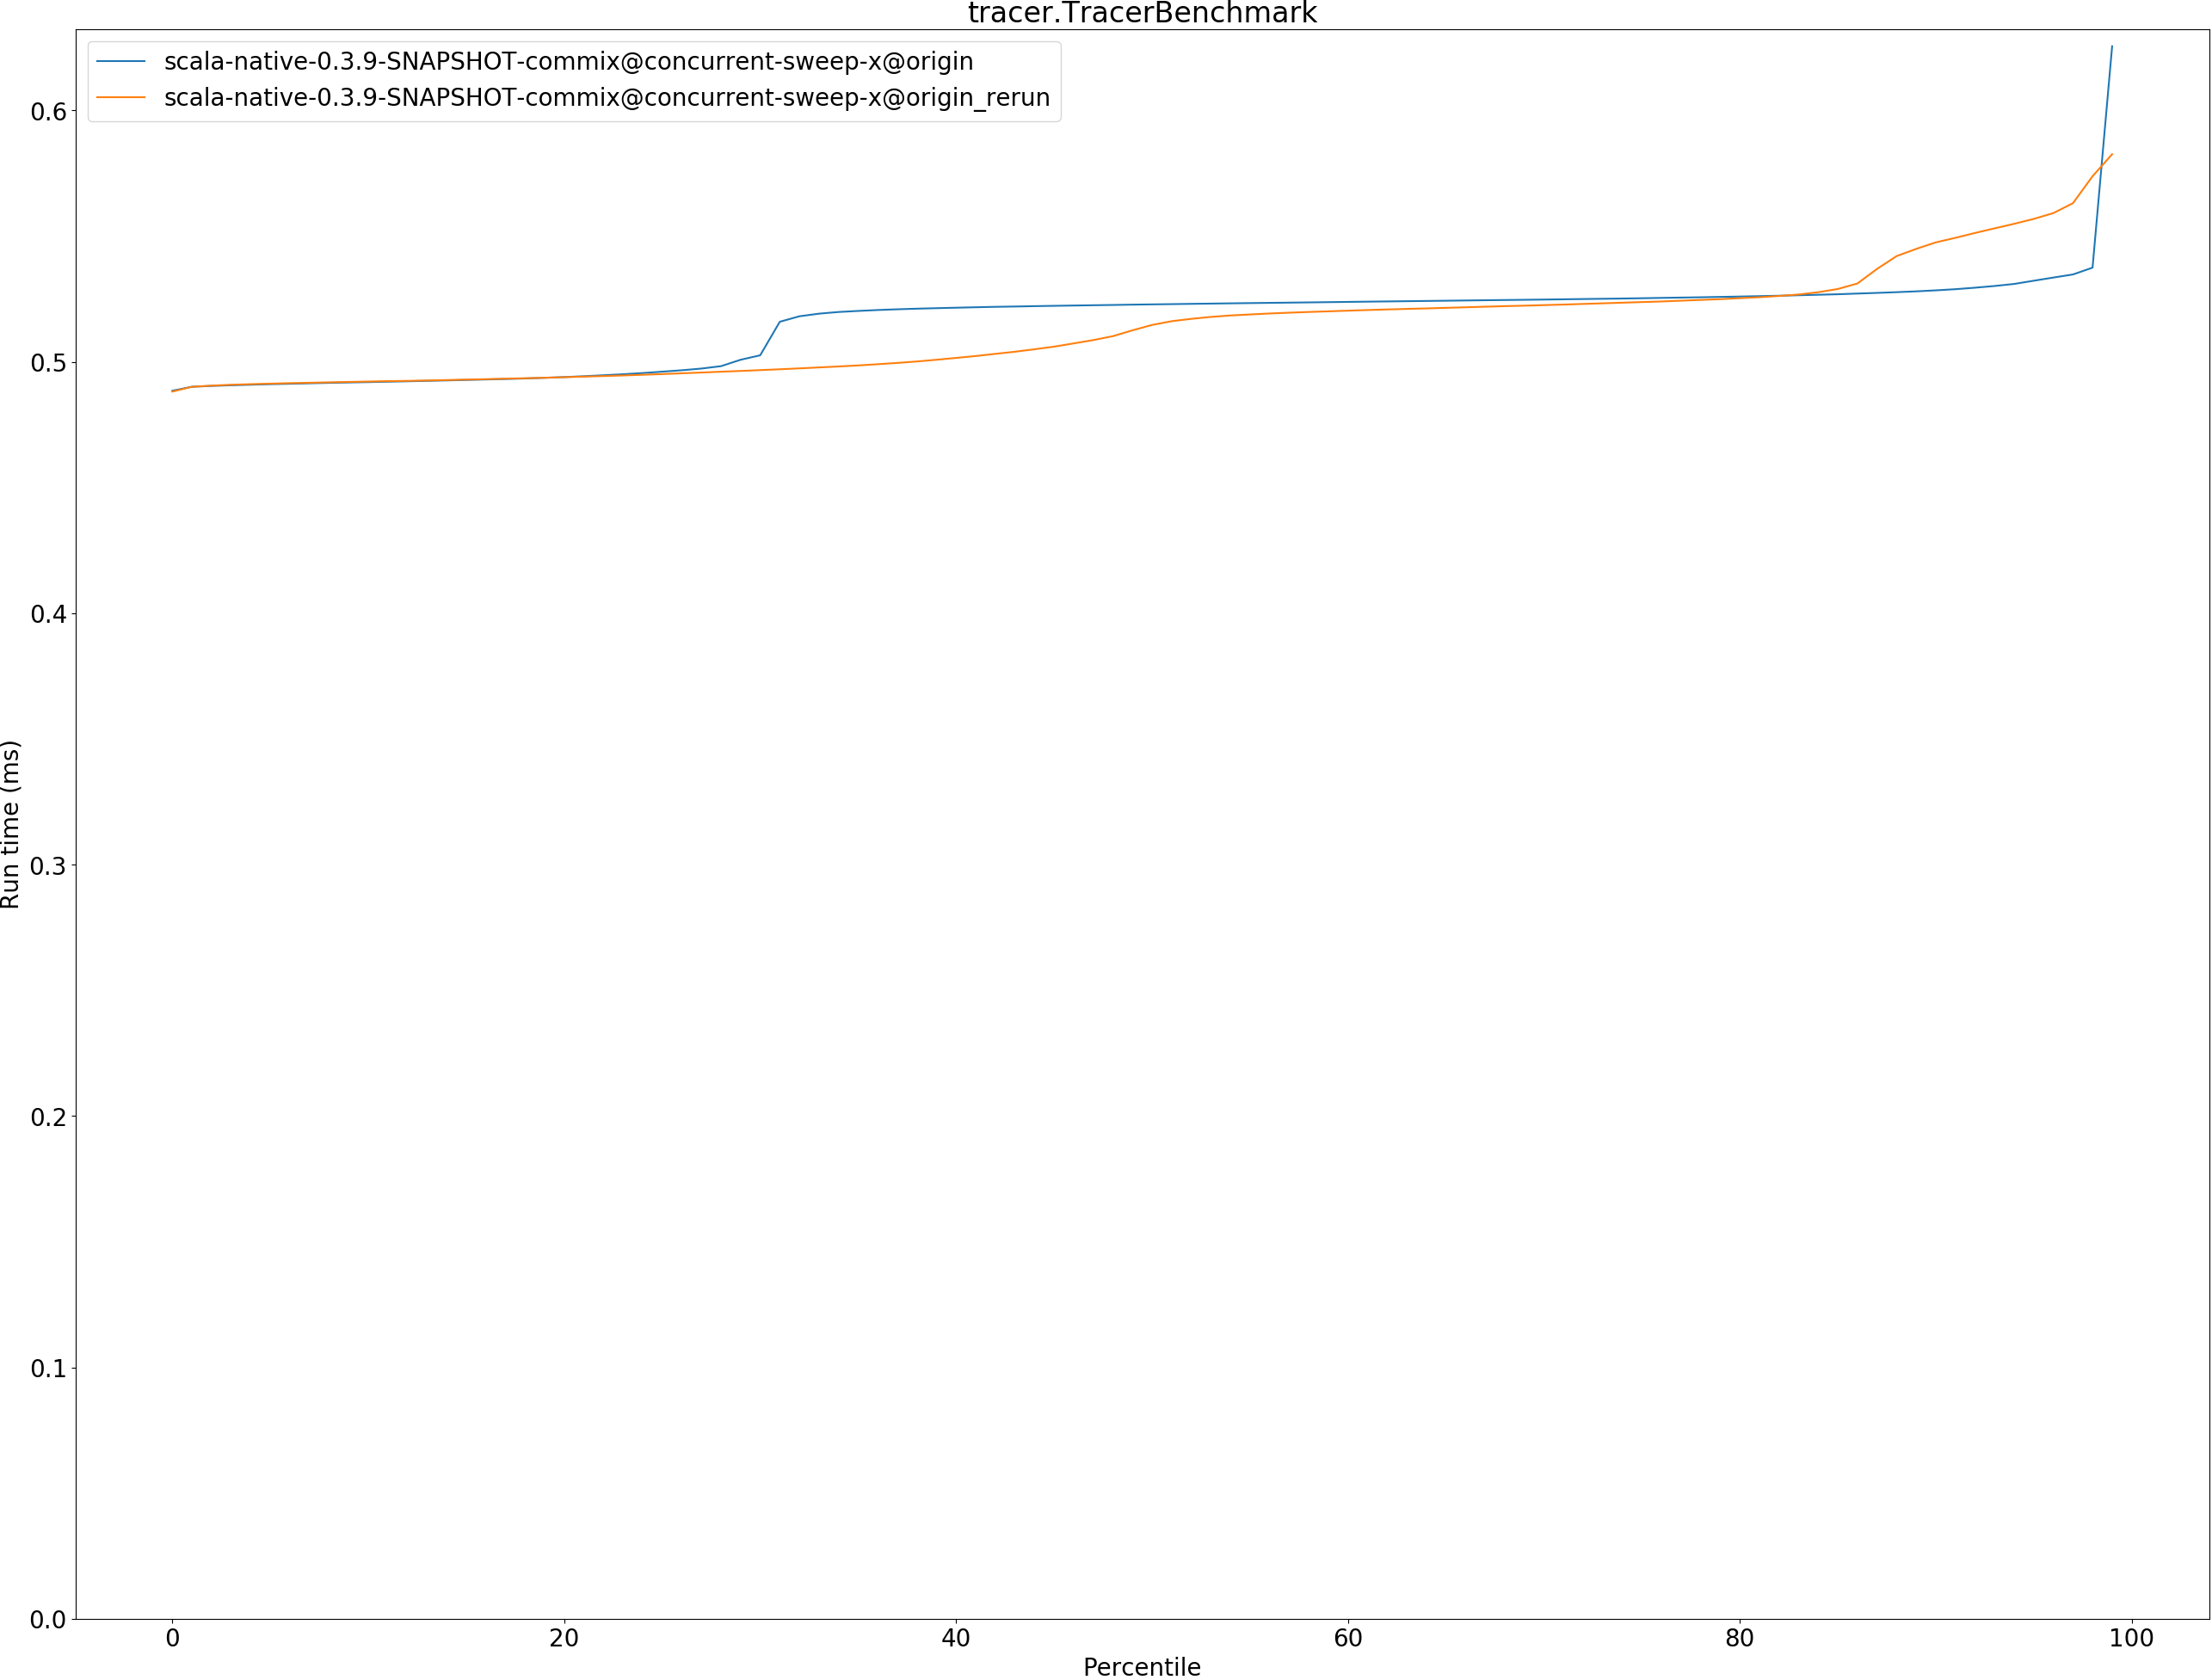 tracer.TracerBenchmark
scala-native-0.3.9-SNAPSHOT-commix@concurrent-sweep-x@origin
scala-native-0.3.9-SNAPSHOT-commix@concurrent-sweep-x@origin_rerun
0.6
0.5
0.4
0.3
0.2
0.1
0.0
Run time (ms)
0 20 40 60 80 100
Percentile